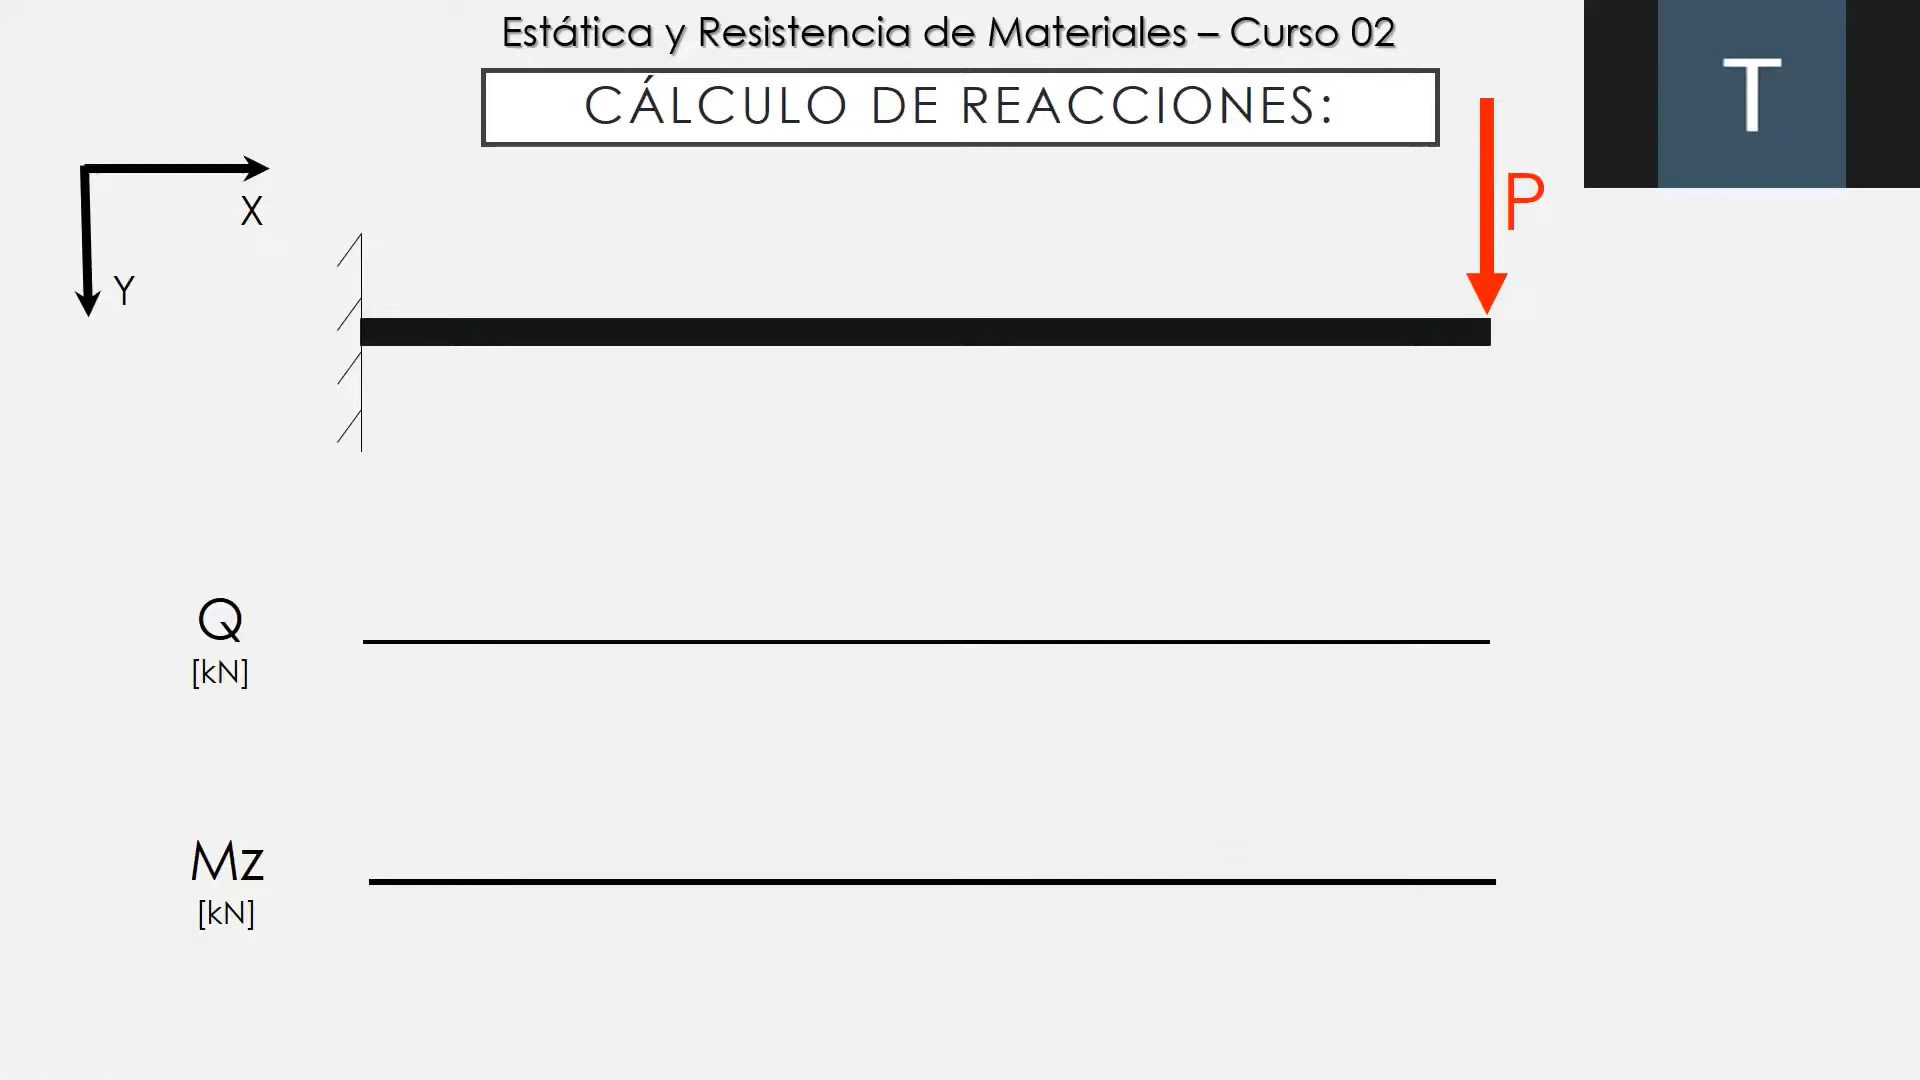 Estática y Resistencia de Materiales – Curso 02
CÁLCULO DE REACCIONES:
T
X
P
Y
Q
[kN]
Mz
[kN]